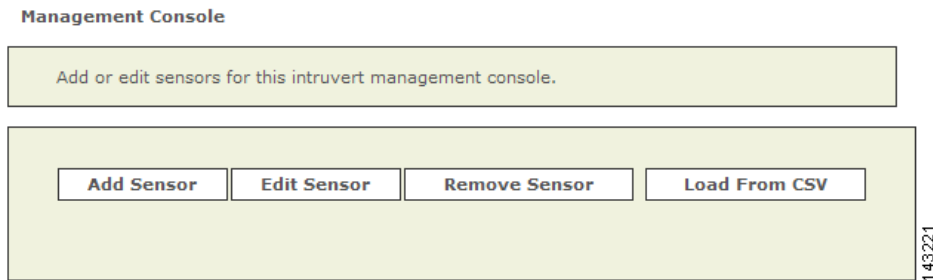 Management Console
Add or edit sensors for this intruvert management console.
Add Sensor Edit Sensor Remove Sensor Load From CSV
143221